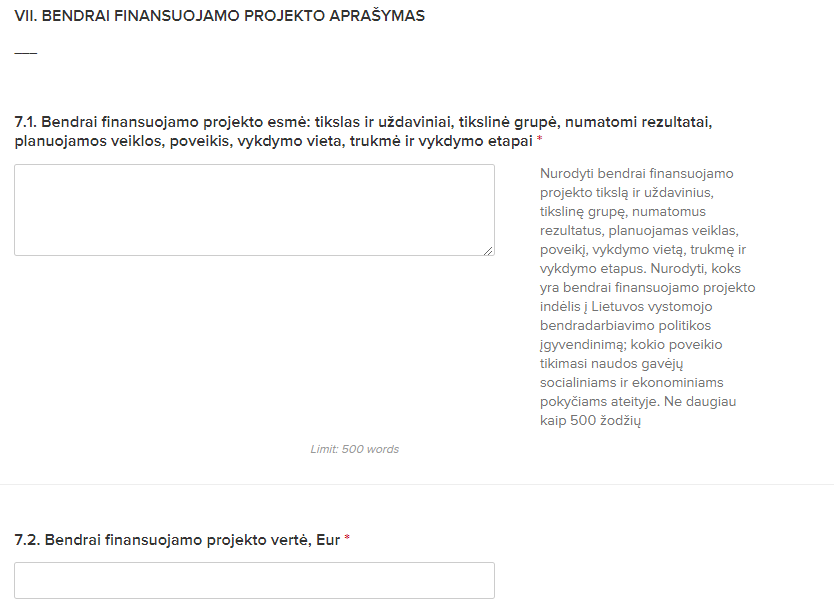 VII. BENDRAI FINANSUOJAMO PROJEKTO APRAŠYMAS
7.1. Bendrai finansuojamo projekto esmė: tikslas ir uždaviniai, tikslinė grupė, numatomi rezultatai,
planuojamos veiklos, poveikis, vykdymo vieta, trukmė ir vykdymo etapai *
Nurodyti bendrai finansuojamo
projekto tikslą ir uždavinius,
tikslinę grupę, numatomus
rezultatus, planuojamas veiklas,
poveikį, vykdymo vietą, trukmę ir
vykdymo etapus. Nurodyti, koks
yra bendrai finansuojamo projekto
indėlis į Lietuvos vystomojo
bendradarbiavimo politikos
įgyvendinimą; kokio poveikio
tikimasi naudos gavėjų
socialiniams ir ekonominiams
pokyčiams ateityje. Ne daugiau
kaip 500 žodžių
Limit: 500 words
7.2. Bendrai finansuojamo projekto vertė, Eur *